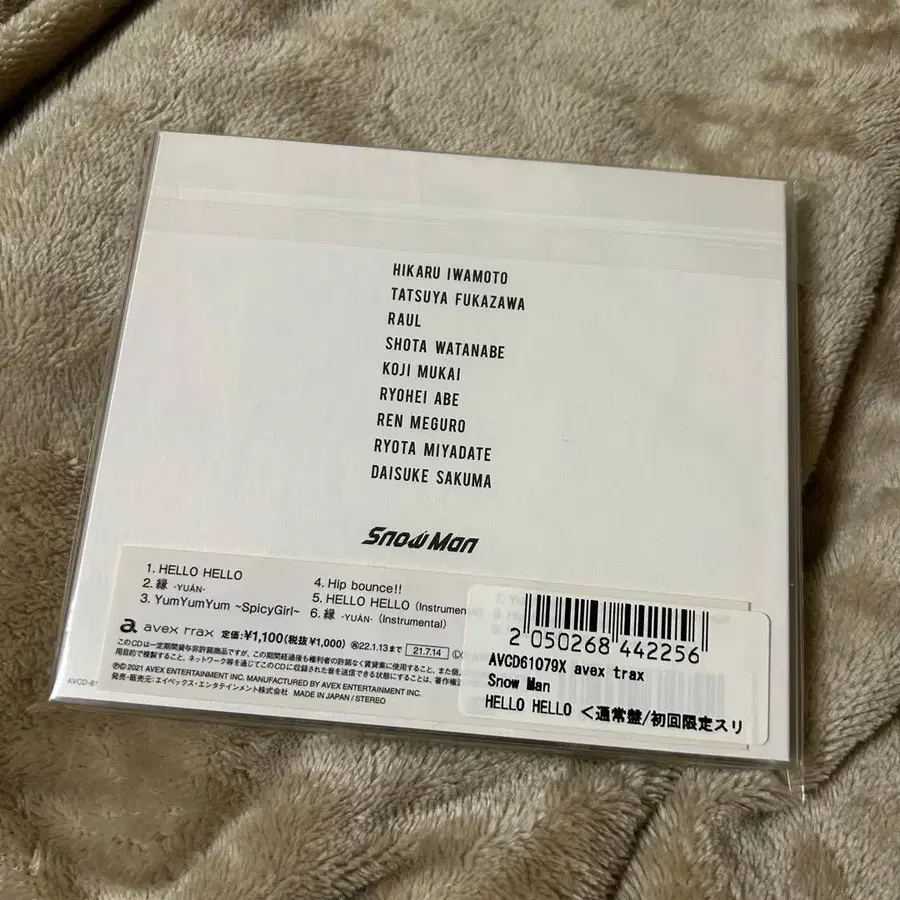 HIKARU IWAMOTO
TATSUYA FUKAZAWA
RAUL
SHOTA WATANABE
KOJI MUKAI
RYOHEI ABE
REN MEGURO
RYOTA MIYADATE
DAISUKE SAKUMA
Snow Man
1. HELLO HELLO
2. 縁 -YUÁN-
3. YumYumYum ~SpicyGirl~
4. Hip bounce!!
5. HELLO HELLO (Instrumen
6. 縁 -YUÁN- (Instrumental)
avex trax 定価:¥1,100(税抜¥1,000) 22.1.13まで 21.7.14
このCDは一定期間貸与非許諾商品ですが、この期間経過後も権利者の許諾なく賃貸業に使用すること、また個人
用目的で複製すること、ネットワーク等を通じてこのCDに収録された音を送信できる状態にすることは、著作権法
ⓅⒸ2021 AVEX ENTERTAINMENT INC. MANUFACTURED BY AVEX ENTERTAINMENT INC.
発売・販売元:エイベックス・エンタテインメント株式会社 MADE IN JAPAN / STEREO
AVCD-61
2 050268 442256
AVCD61079X avex trax
Snow Man
HELLO HELLO <通常盤/初回限定スリ